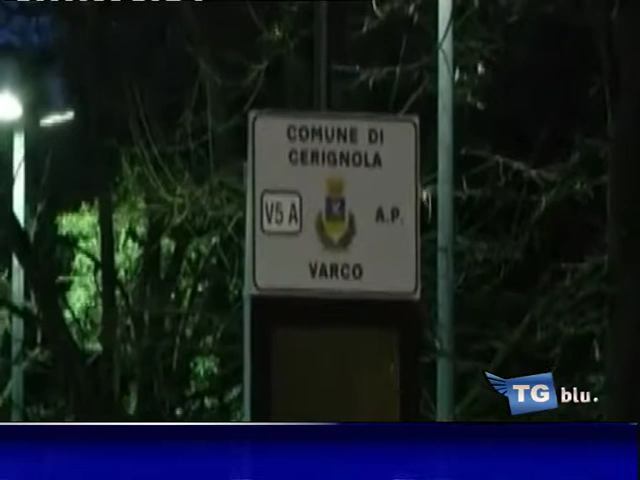 COMUNE DI
CERIGNOLA
V5 A
A.P.
VARCO
TG blu.